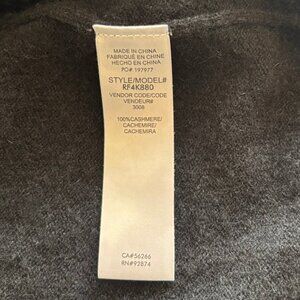 MADE IN CHINA
FABRIQUÉ EN CHINE
HECHO EN CHINA
PO# 197977
STYLE/MODEL#
RF4K880
VENDOR CODE/CODE
VENDEUR#
3008
100%CASHMERE/
CACHEMIRE/
CACHEMIRA
CA#56266
RN#93874